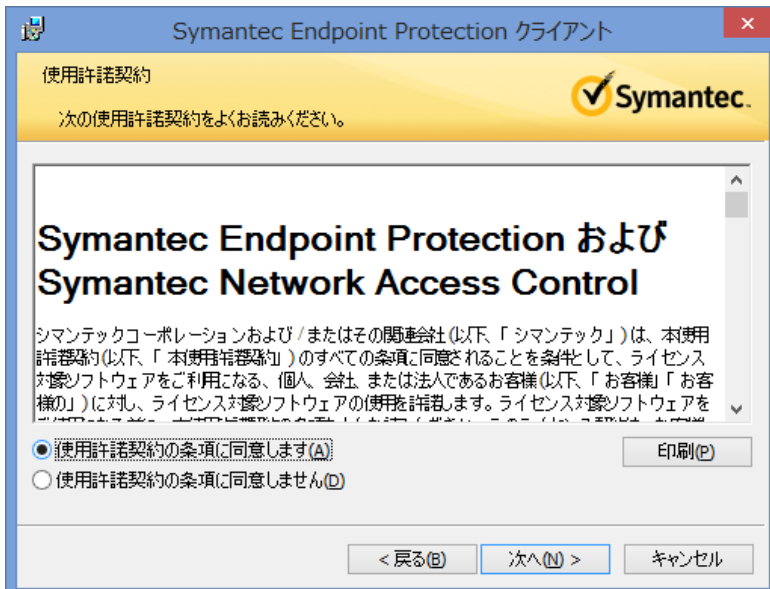 Symantec Endpoint Protection クライアント
使用許諾契約
次の使用許諾契約をよくお読みください。
Symantec.
Symantec Endpoint Protection および
Symantec Network Access Control
シマンテックコーポレーションおよび / またはその関連会社 (以下、「 シマンテック」 ) は、本使用
許諾契約 (以下、「 本使用許諾契約」 ) のすべての条項に同意されることを条件として、ライセンス
対象ソフトウェアをご利用になる、個人、会社、または法人であるお客様 (以下、「 お客様」「 お客
様の」 ) に対し、ライセンス対象ソフトウェアの使用を許諾します。ライセンス対象ソフトウェアを
使用許諾契約の条項に同意します(A)
印刷(P)
使用許諾契約の条項に同意しません(D)
< 戻る(B)
次へ(N) >
キャンセル